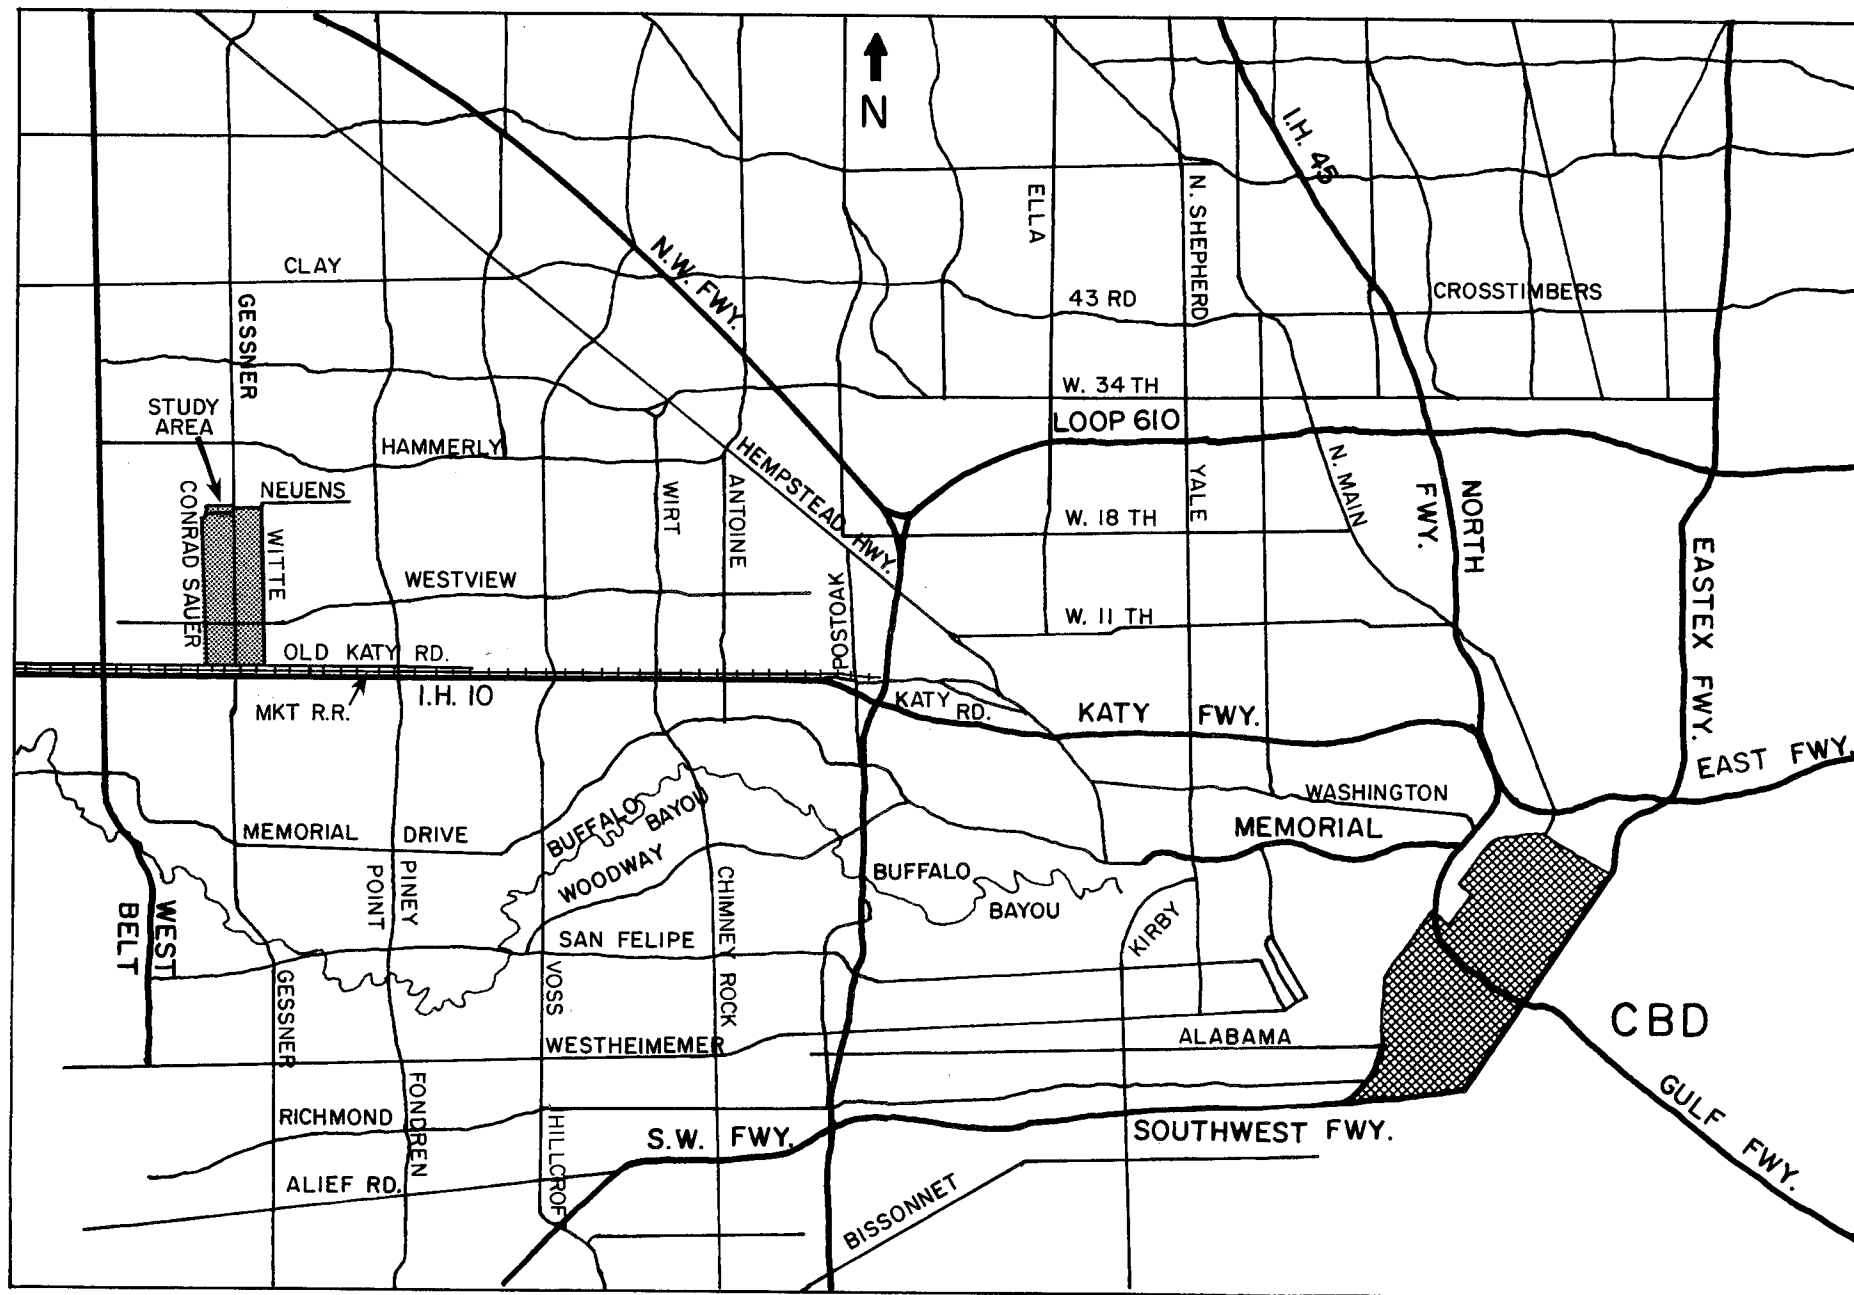 N
I.H. 45
ELLA
N. SHEPHERD
CLAY
N.W. FWY.
GESSNER
43 RD
CROSSTIMBERS
W. 34 TH
LOOP 610
STUDY
AREA
HAMMERLY
HEMPSTEAD HWY.
N. MAIN
CONRAD SAUER
NEUENS
WITTE
WIRT
ANTOINE
YALE
W. 18 TH
NORTH
FWY.
EASTEX FWY.
WESTVIEW
POSTOAK
W. 11 TH
OLD KATY RD.
I.H. 10
MKT R.R.
KATY
RD.
KATY FWY.
EAST FWY.
WASHINGTON
MEMORIAL
MEMORIAL DRIVE
BUFFALO
BAYOU
WOODWAY
PINEY
POINT
CHIMNEY ROCK
BUFFALO
BAYOU
KIRBY
WEST
BELT
SAN FELIPE
GESSNER
VOSS
CBD
WESTHEIMEMER
ALABAMA
FONDREN
RICHMOND
HILLCROF
S.W. FWY.
SOUTHWEST FWY.
GULF FWY.
ALIEF RD.
BISSONNET